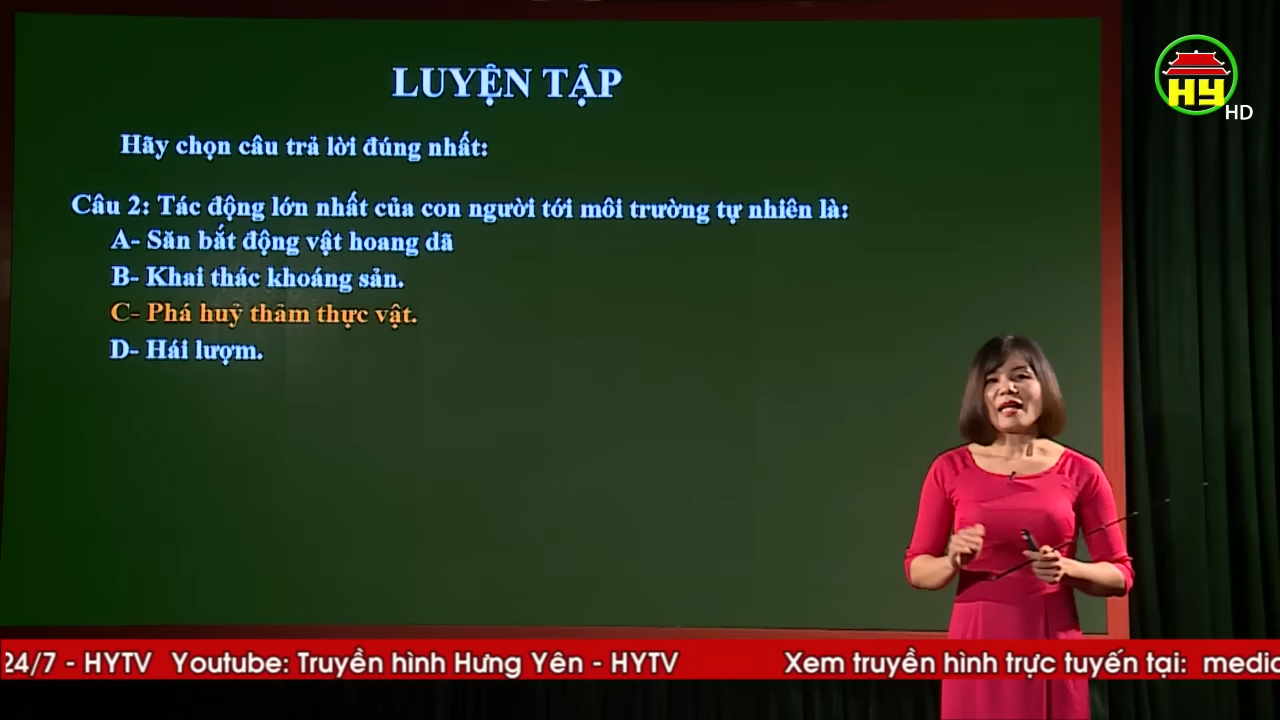 LUYỆN TẬP
HY
HD
Hãy chọn câu trả lời đúng nhất:
Câu 2: Tác động lớn nhất của con người tới môi trường tự nhiên là:
A- Săn bắt động vật hoang dã
B- Khai thác khoáng sản.
C- Phá huỷ thảm thực vật.
D- Hái lượm.
24/7 - HYTV Youtube: Truyền hình Hưng Yên - HYTV Xem truyền hình trực tuyến tại: